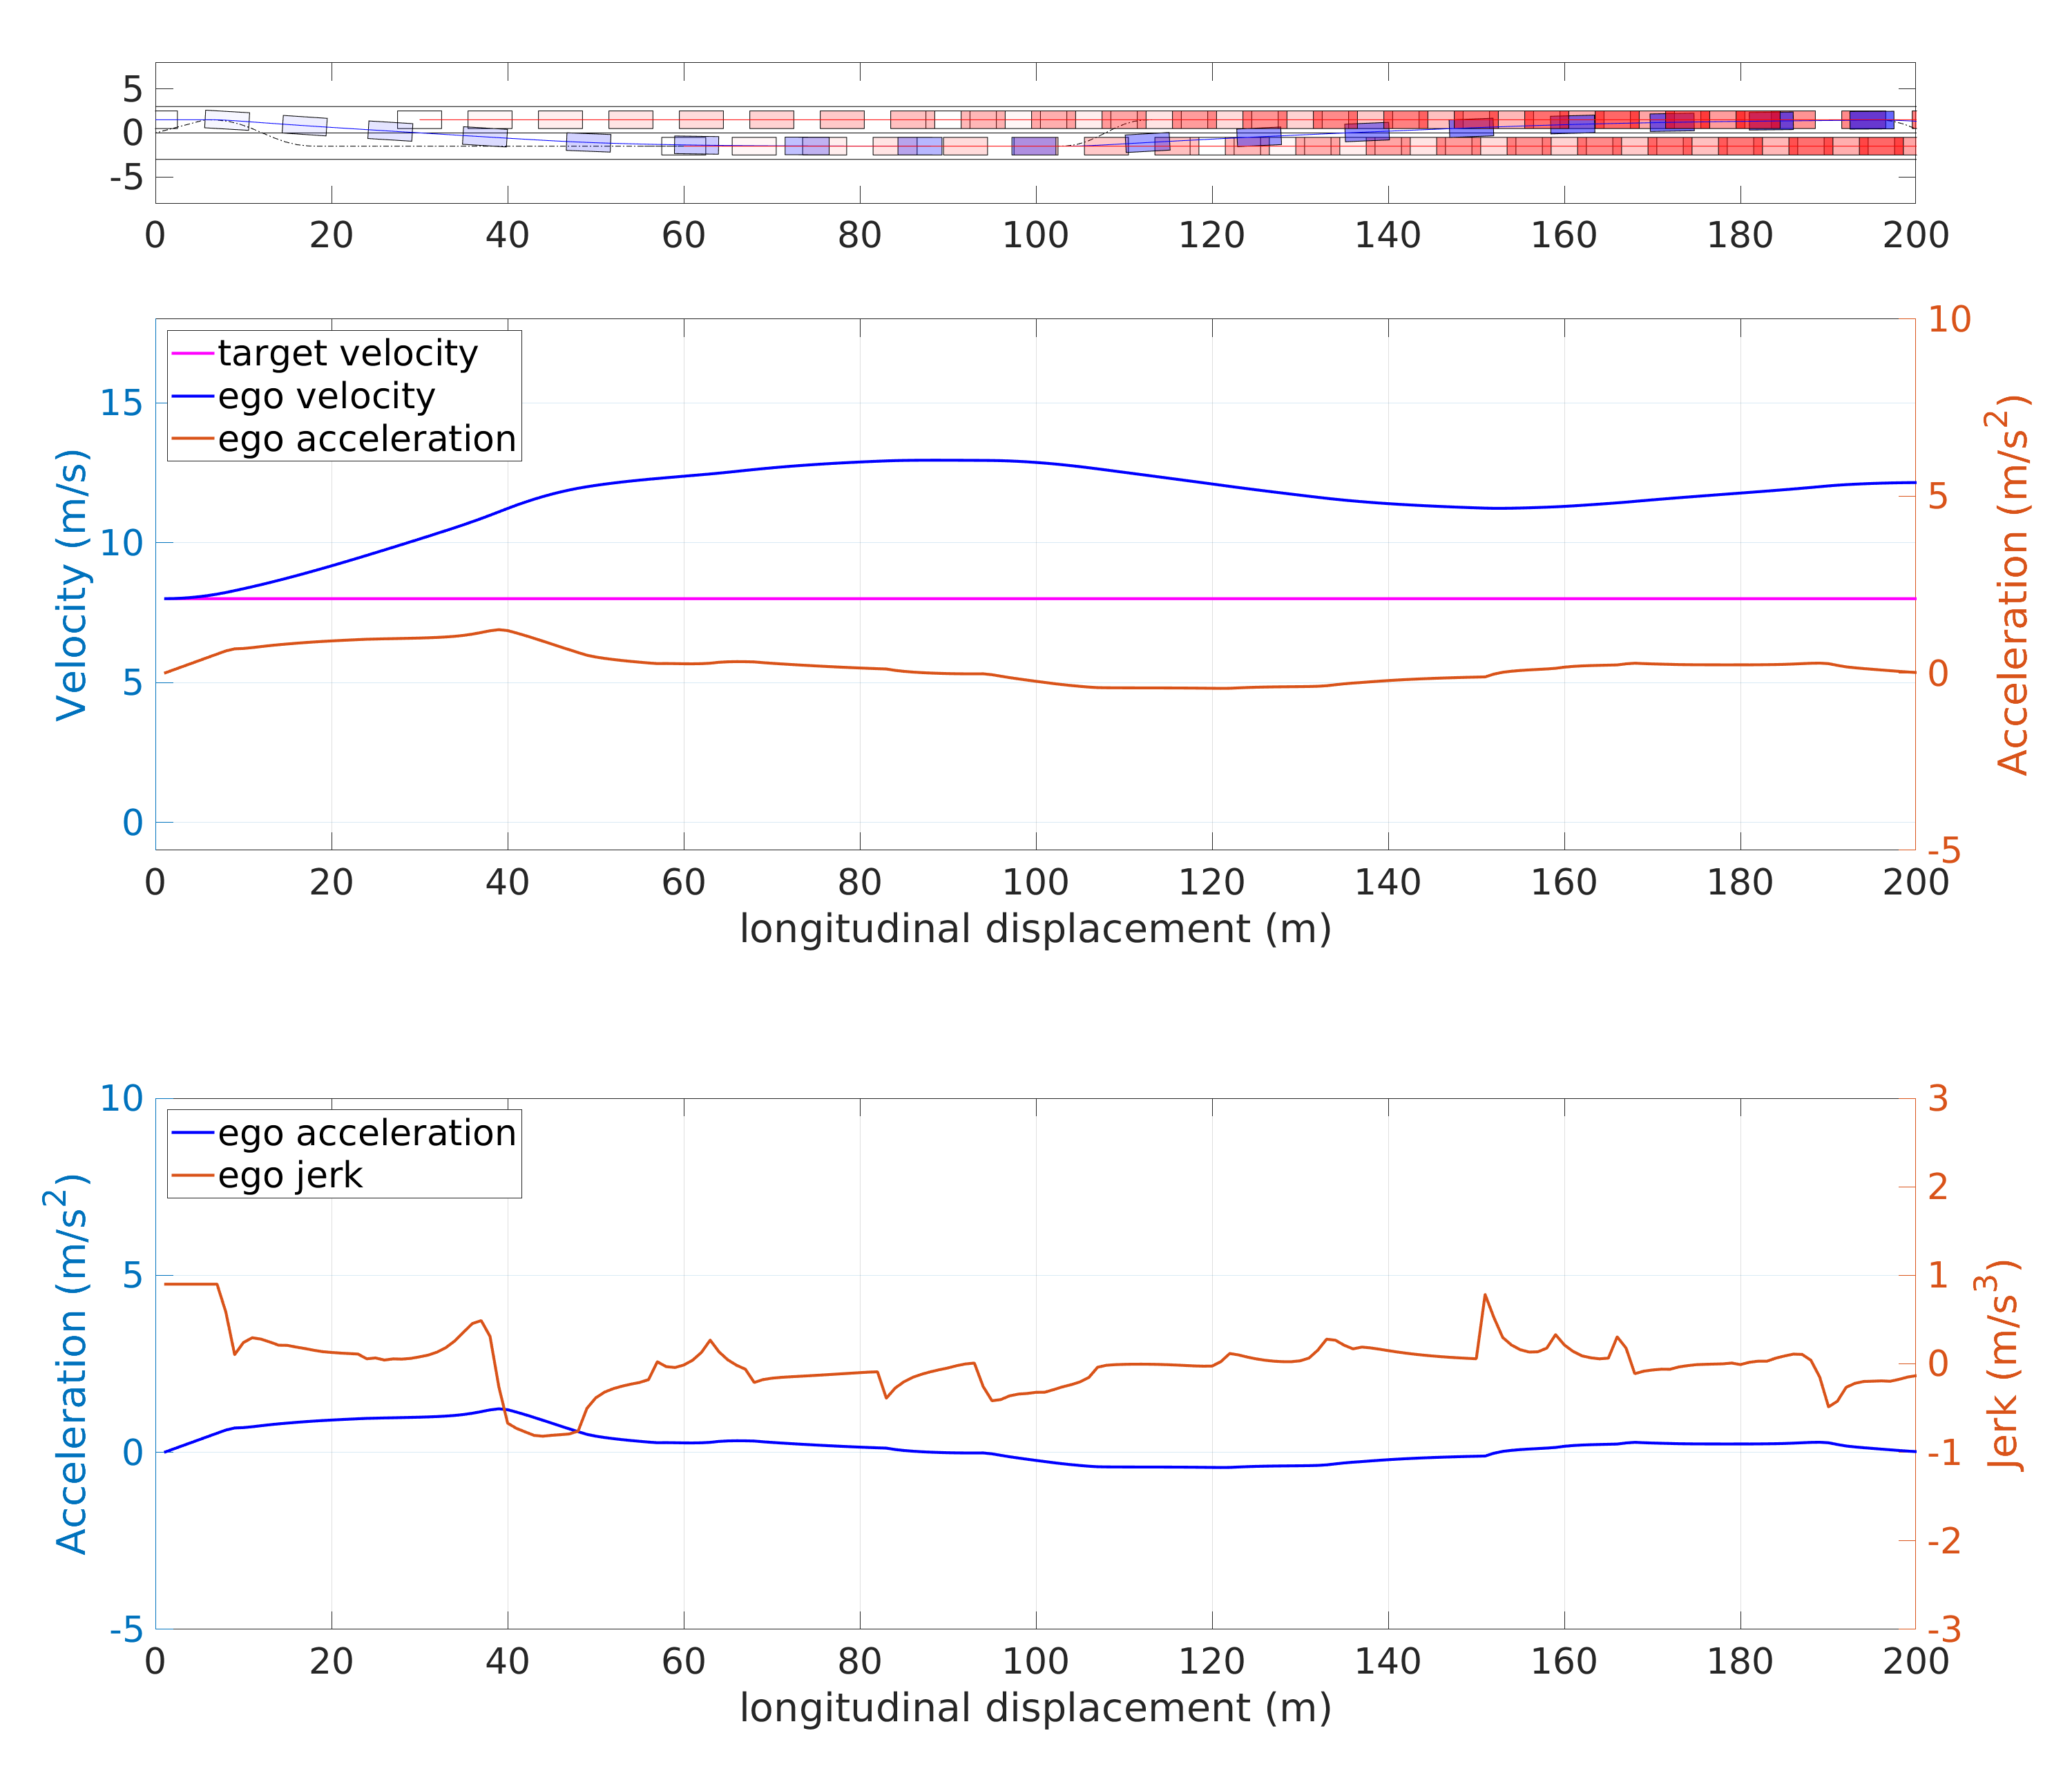 5
0
-5
0 20 40 60 80 100 120 140 160 180 200
target velocity
ego velocity
ego acceleration
Velocity (m/s)
15
10
5
0
10
5
0
-5
Acceleration (m/s²)
0 20 40 60 80 100 120 140 160 180 200
longitudinal displacement (m)
ego acceleration
ego jerk
Acceleration (m/s²)
10
5
0
-5
3
2
1
0
-1
-2
-3
Jerk (m/s³)
0 20 40 60 80 100 120 140 160 180 200
longitudinal displacement (m)